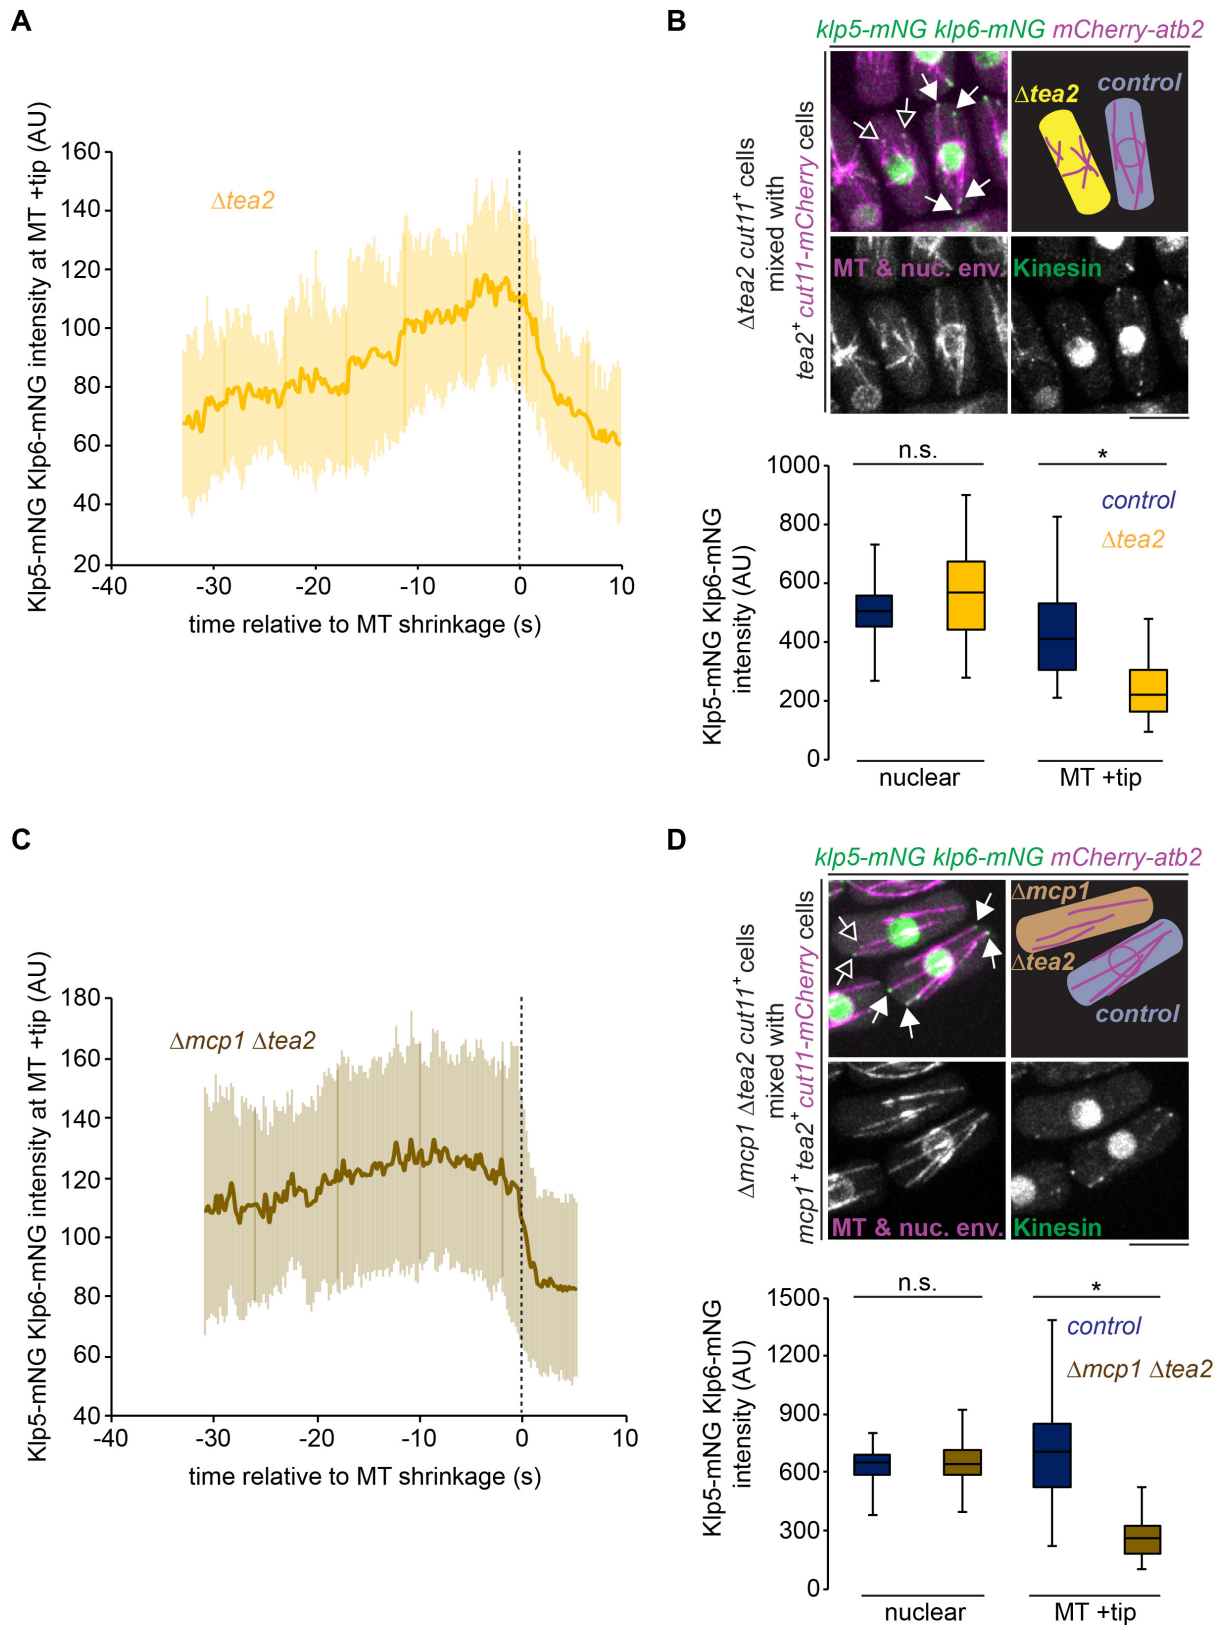 A
Klp5-mNG Klp6-mNG intensity at MT +tip (AU)
160
140
120
100
80
60
40
20
Δtea2
-40
-30
-20
-10
0
10
time relative to MT shrinkage (s)
B
klp5-mNG klp6-mNG mCherry-atb2
Δtea2 cut11+ cells
mixed with
tea2+ cut11-mCherry cells
Δtea2
control
MT & nuc. env.
Kinesin
Klp5-mNG Klp6-mNG
intensity (AU)
1000
800
600
400
200
0
n.s.
*
control
Δtea2
nuclear
MT +tip
C
Klp5-mNG Klp6-mNG intensity at MT +tip (AU)
180
160
140
120
100
80
60
40
Δmcp1 Δtea2
-40
-30
-20
-10
0
10
time relative to MT shrinkage (s)
D
klp5-mNG klp6-mNG mCherry-atb2
Δmcp1 Δtea2 cut11+ cells
mixed with
mcp1+ tea2+ cut11-mCherry cells
Δmcp1
Δtea2
control
MT & nuc. env.
Kinesin
Klp5-mNG Klp6-mNG
intensity (AU)
1500
1200
900
600
300
0
n.s.
*
control
Δmcp1 Δtea2
nuclear
MT +tip